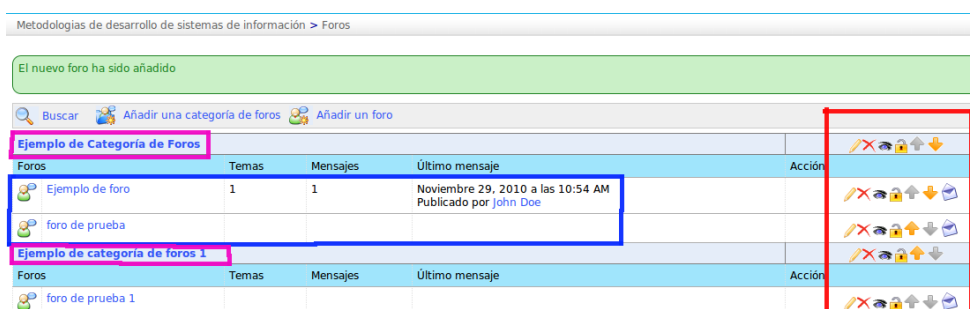 Metodologias de desarrollo de sistemas de información > Foros
El nuevo foro ha sido añadido
Buscar Añadir una categoría de foros Añadir un foro
Ejemplo de Categoría de Foros
Foros Temas Mensajes Último mensaje Acción
Ejemplo de foro 1 1 Noviembre 29, 2010 a las 10:54 AM
Publicado por John Doe
foro de prueba
Ejemplo de categoría de foros 1
Foros Temas Mensajes Último mensaje Acción
foro de prueba 1